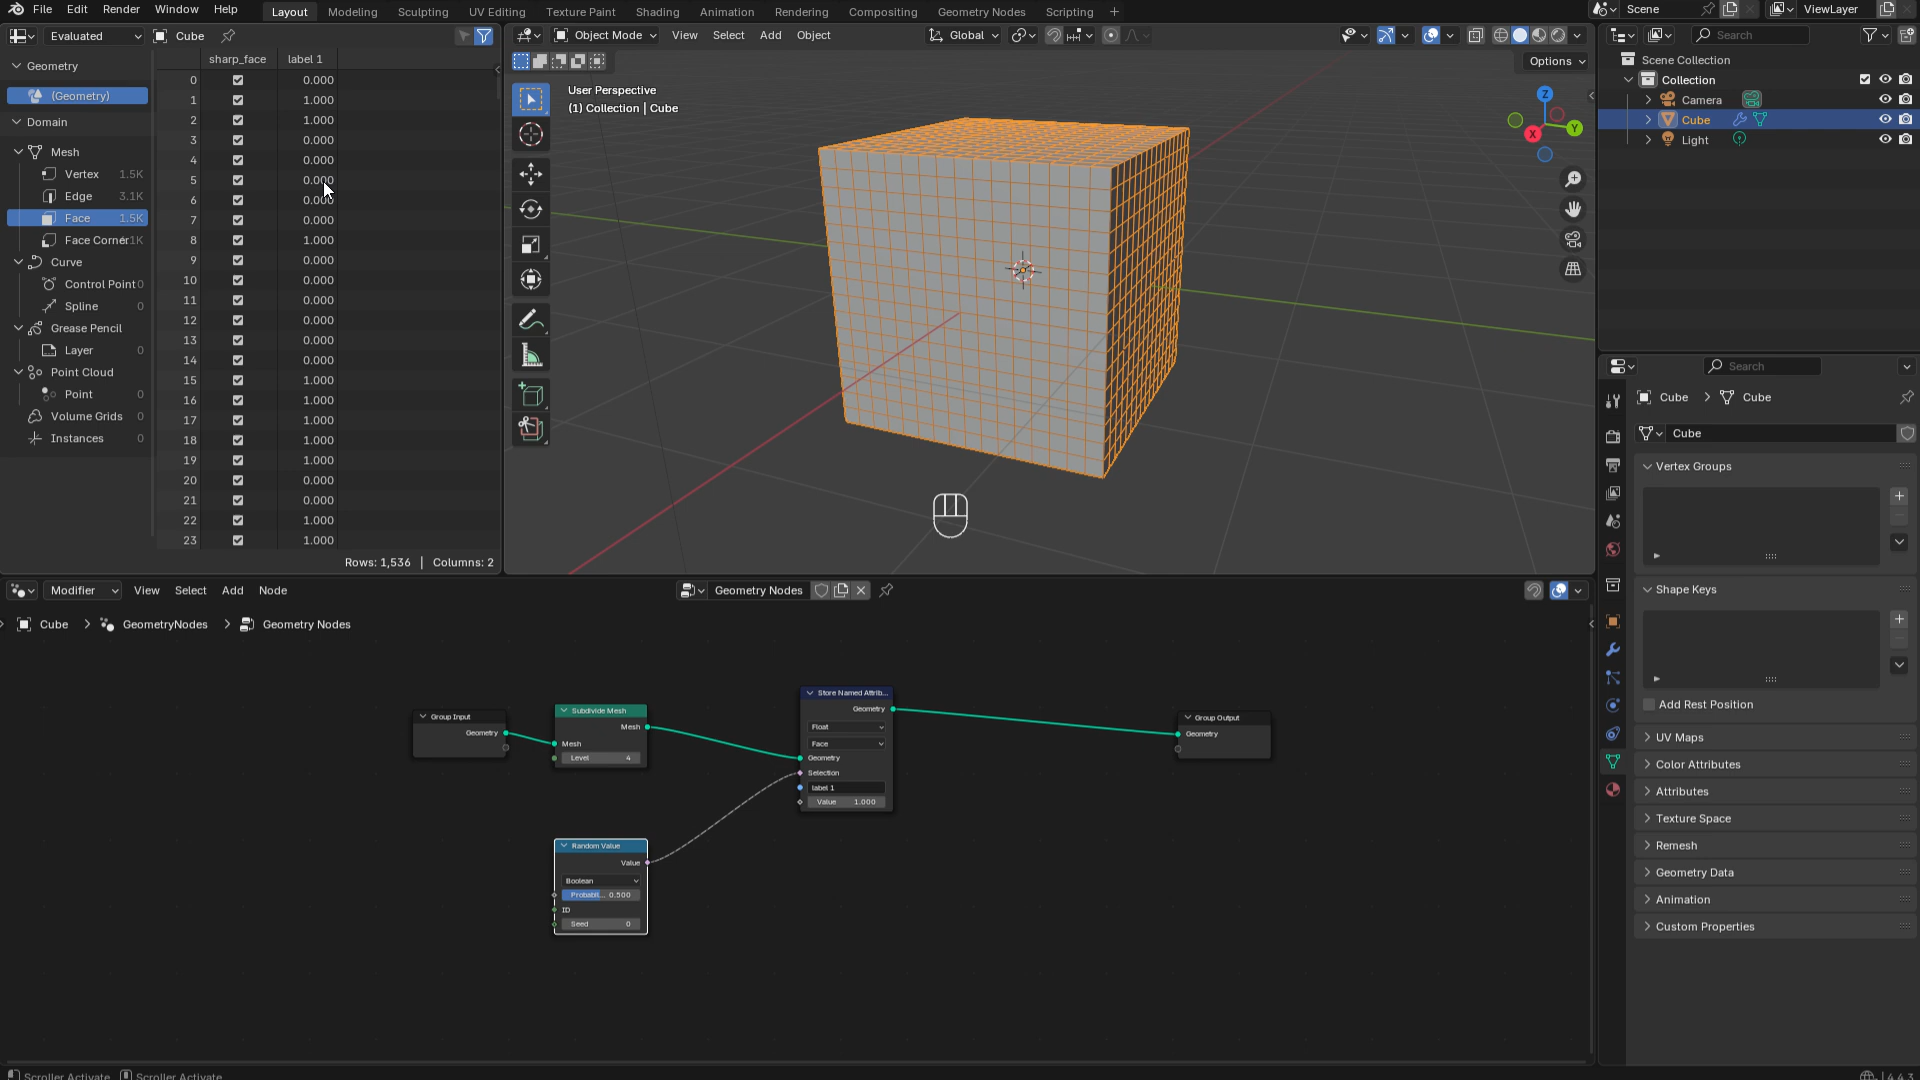 File Edit Render Window Help Layout Modeling Sculpting UV Editing Texture Paint Shading Animation Rendering Compositing Geometry Nodes Scripting + Scene ViewLayer
Evaluated Cube
Object Mode View Select Add Object Global
Search
sharp_face label 1
Options
Geometry
(Geometry)
Domain
Mesh
Vertex 1.5K
Edge 3.1K
Face 1.5K
Face Corner 1K
Curve
Control Point 0
Spline 0
Grease Pencil
Layer 0
Point Cloud
Point 0
Volume Grids 0
Instances 0
0 0.000
1 1.000
2 1.000
3 0.000
4 0.000
5 0.000
6 0.000
7 0.000
8 1.000
9 0.000
10 0.000
11 0.000
12 0.000
13 0.000
14 0.000
15 1.000
16 1.000
17 1.000
18 1.000
19 1.000
20 0.000
21 0.000
22 1.000
23 1.000
Rows: 1,536 | Columns: 2
User Perspective
(1) Collection | Cube
Z
Y
X
Scene Collection
Collection
Camera
Cube
Light
Search
Cube > Cube
Cube
Vertex Groups
Shape Keys
Add Rest Position
UV Maps
Color Attributes
Attributes
Texture Space
Remesh
Geometry Data
Animation
Custom Properties
Modifier View Select Add Node Geometry Nodes
Cube > GeometryNodes > Geometry Nodes
Group Input
Geometry
Subdivide Mesh
Mesh
Mesh
Level 4
Random Value
Value
Boolean
Probabil... 0.500
ID
Seed 0
Store Named Attrib...
Geometry
Float
Face
Geometry
Selection
label 1
Value 1.000
Group Output
Geometry
Scroller Activate Scroller Activate
4.4.3